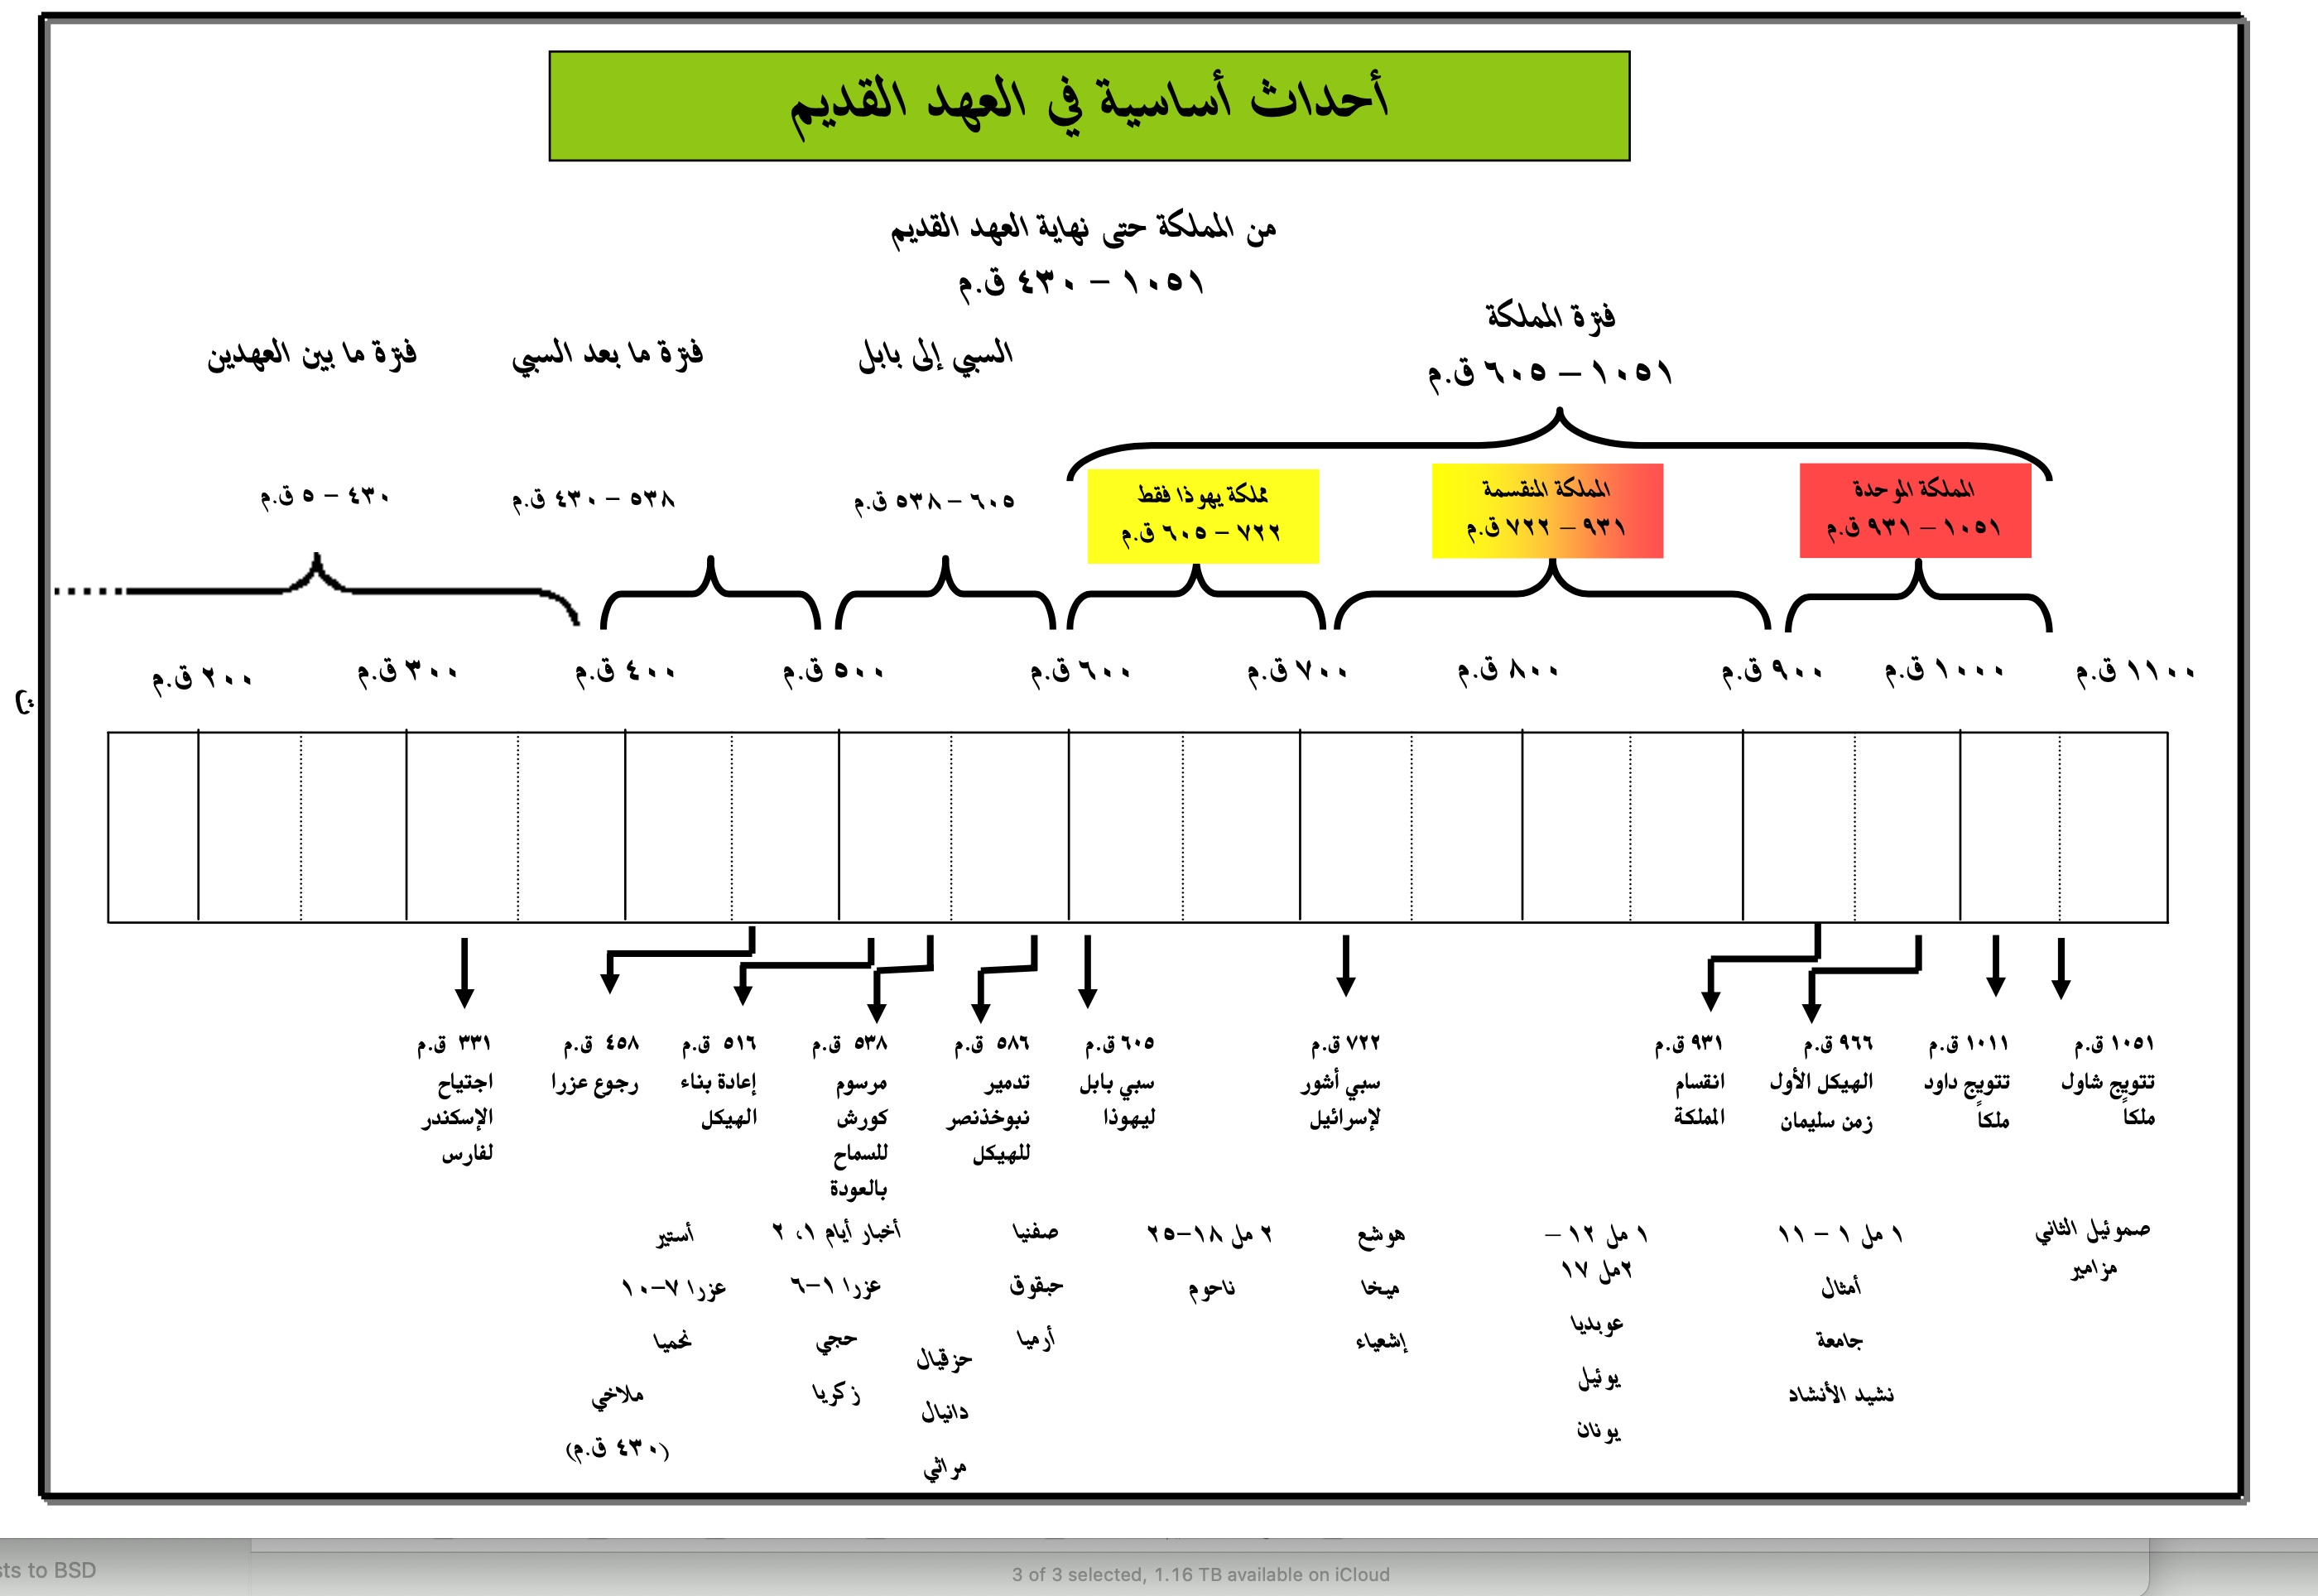 أحداث أساسية في العهد القديم
من المملكة حتى نهاية العهد القديم
١٠٥١ – ٤٣٠ ق.م
فترة المملكة
١٠٥١ – ٦٠٥ ق.م
السبي إلى بابل
فترة ما بعد السبي
فترة ما بين العهدين
المملكة الموحدة
١٠٥١ – ٩٣١ ق.م
المملكة المنقسمة
٩٣١ – ٧٢٢ ق.م
مملكة يهوذا فقط
٧٢٢ – ٦٠٥ ق.م
٦٠٥ – ٥٣٨ ق.م
٥٣٨ – ٤٣٠ ق.م
٤٣٠ – ٥ ق.م
١١٠٠ ق.م
١٠٠٠ ق.م
٩٠٠ ق.م
٨٠٠ ق.م
٧٠٠ ق.م
٦٠٠ ق.م
٥٠٠ ق.م
٤٠٠ ق.م
٣٠٠ ق.م
٢٠٠ ق.م
١٠٥١ ق.م
تتويج شاول
ملكاً
١٠١١ ق.م
تتويج داود
ملكاً
٩٦٦ ق.م
الهيكل الأول
زمن سليمان
٩٣١ ق.م
انقسام
المملكة
٧٢٢ ق.م
سبي أشور
لإسرائيل
٦٠٥ ق.م
سبي بابل
ليهوذا
٥٨٦ ق.م
تدمير
نبوخذنصر
للهيكل
٥٣٨ ق.م
مرسوم
كورش
للسماح
بالعودة
٥١٦ ق.م
إعادة بناء
الهيكل
٤٥٨ ق.م
رجوع عزرا
٣٣١ ق.م
اجتياح
الإسكندر
لفارس
صموئيل الثاني
مزامير
١ مل ١ – ١١
أمثال
جامعة
نشيد الأنشاد
١ مل ١٢ –
٢مل ١٧
عوبديا
يوئيل
يونان
هوشع
ميخا
إشعياء
٢ مل ١٨–٢٥
ناحوم
صفنيا
حبقوق
أرميا
حزقيال
دانيال
مراثي
أخبار أيام ١، ٢
عزرا ١–٦
حجي
زكريا
أستير
عزرا ٧–١٠
نحميا
ملاخي
(٤٣٠ ق.م)
sts to BSD
3 of 3 selected, 1.16 TB available on iCloud